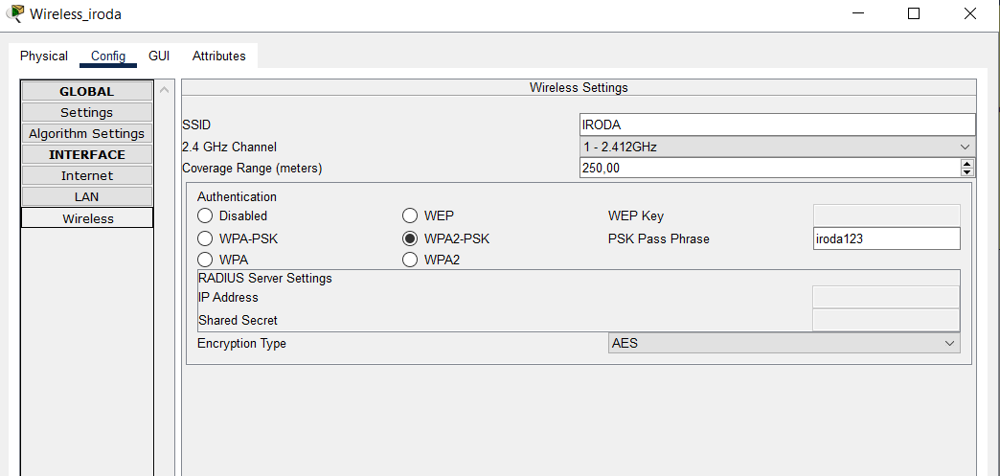 Wireless_iroda
Physical Config GUI Attributes
GLOBAL
Settings
Algorithm Settings
INTERFACE
Internet
LAN
Wireless
Wireless Settings
SSID IRODA
2.4 GHz Channel 1 - 2.412GHz
Coverage Range (meters) 250,00
Authentication
Disabled WEP WEP Key
WPA-PSK WPA2-PSK PSK Pass Phrase iroda123
WPA WPA2
RADIUS Server Settings
IP Address
Shared Secret
Encryption Type AES